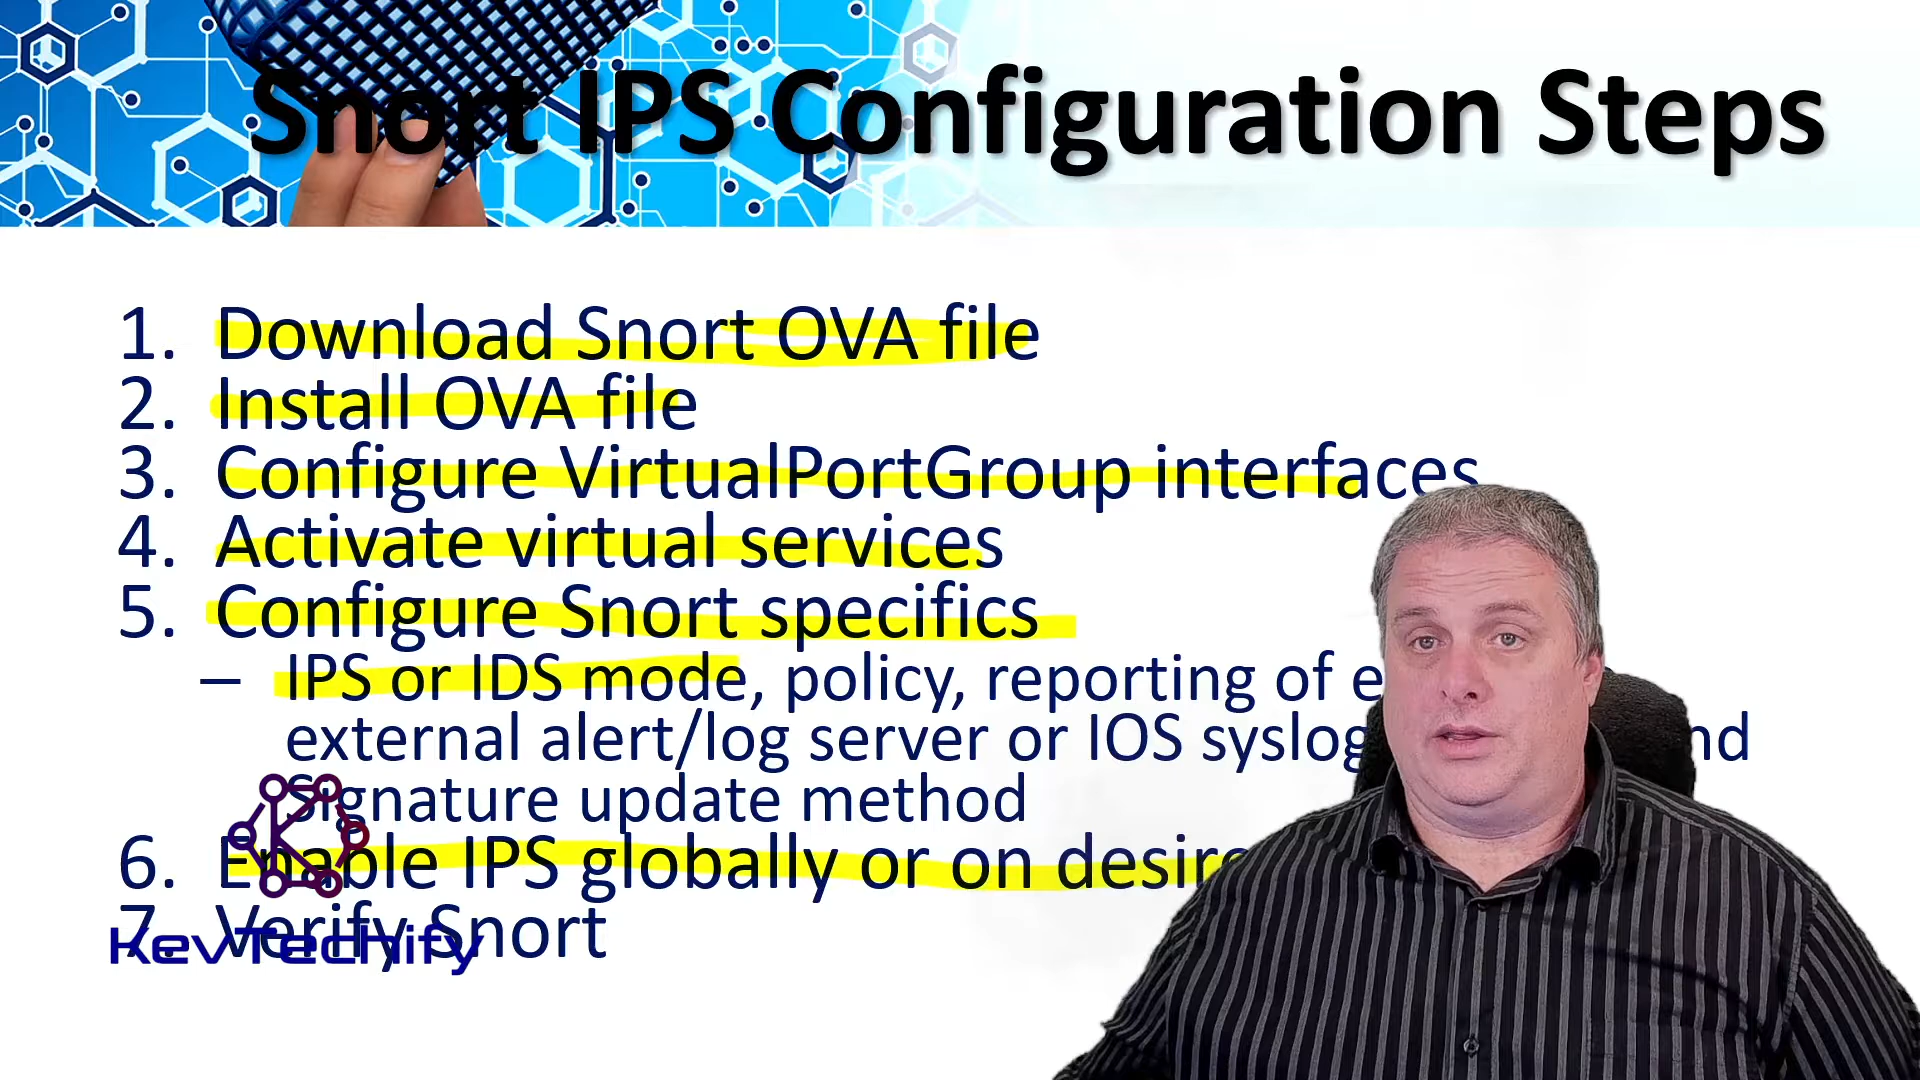 Snort IPS Configuration Steps
1. Download Snort OVA file
2. Install OVA file
3. Configure VirtualPortGroup interfaces
4. Activate virtual services
5. Configure Snort specifics
– IPS or IDS mode, policy, reporting of
external alert/log server or IOS syslog
Signature update method
6. Enable IPS globally or on
7. Verify Snort
KevTechify